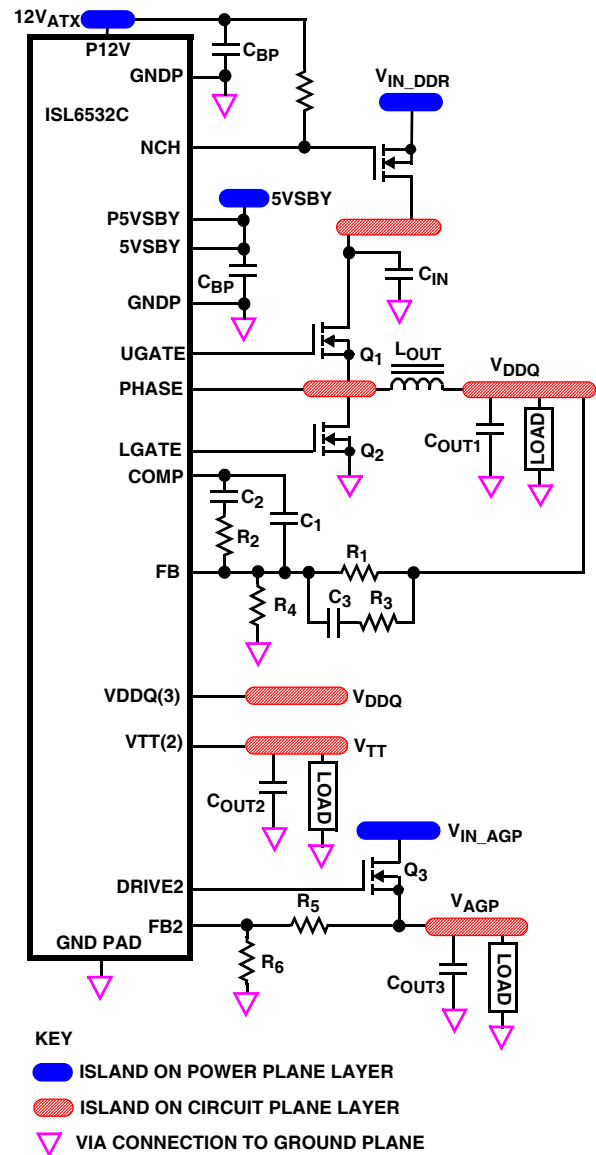 12VATX
P12V
CBP
GNDP
VIN_DDR
ISL6532C
NCH
5VSBY
P5VSBY
5VSBY
CBP
CIN
GNDP
UGATE
Q1
LOUT
VDDQ
PHASE
COUT1
LOAD
LGATE
Q2
COMP
C2
C1
R2
R1
FB
C3
R3
R4
VDDQ(3)
VDDQ
VTT(2)
VTT
COUT2
LOAD
VIN_AGP
Q3
DRIVE2
R5
VAGP
FB2
GND PAD
R6
COUT3
LOAD
KEY
ISLAND ON POWER PLANE LAYER
ISLAND ON CIRCUIT PLANE LAYER
VIA CONNECTION TO GROUND PLANE